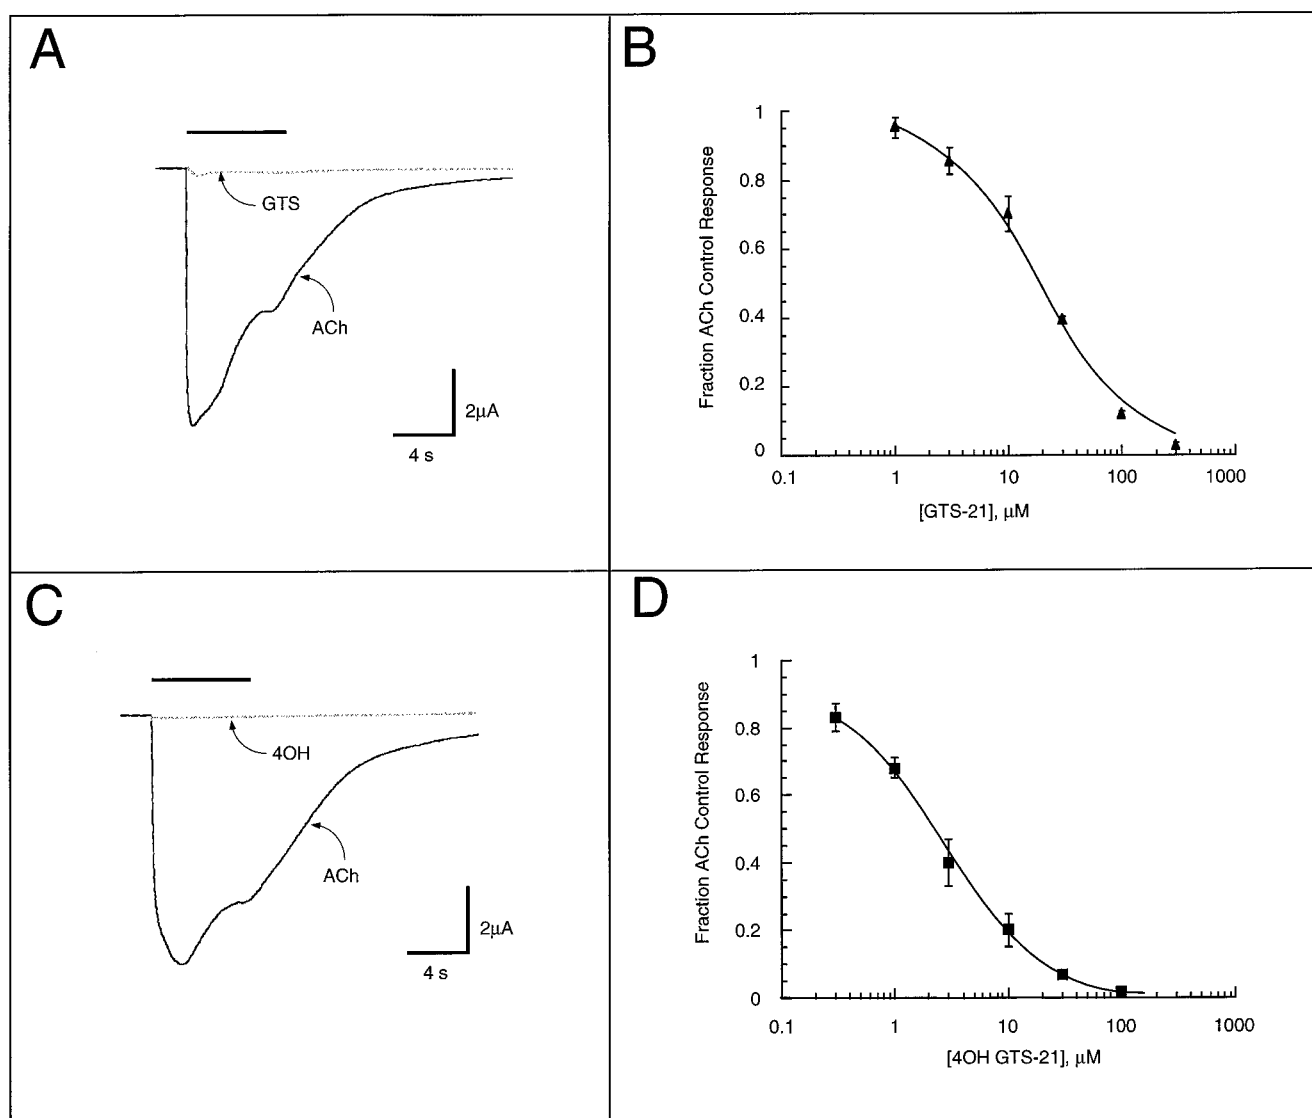 A
GTS
ACh
2μA
4 s
B
Fraction ACh Control Response
1
0.8
0.6
0.4
0.2
0
0.1
1
10
100
1000
[GTS-21], μM
C
4OH
ACh
2μA
4 s
D
Fraction ACh Control Response
1
0.8
0.6
0.4
0.2
0
0.1
1
10
100
1000
[4OH GTS-21], μM